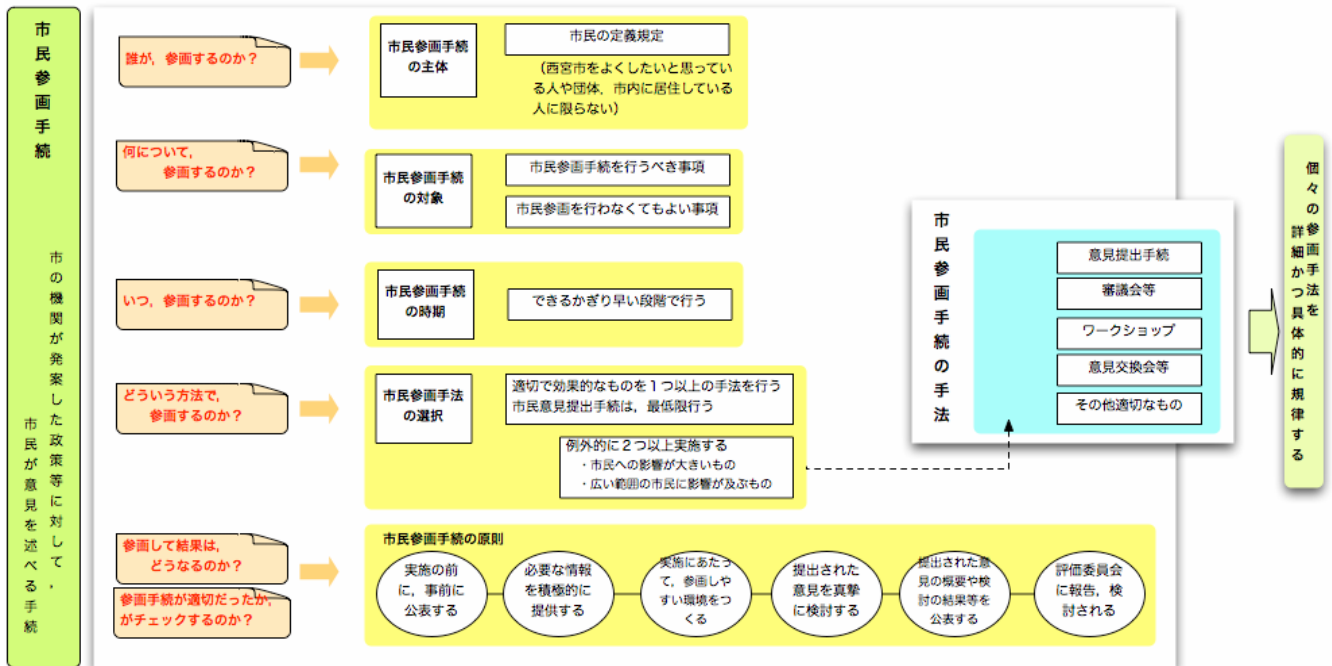 市民参画手続
市の機関が発案した政策等に対して，
市民が意見を述べる手続
誰が，参画するのか？
市民参画手続
の主体
市民の定義規定
（西宮市をよくしたいと思ってい
る人や団体，市内に居住している
人に限らない）
何について，
参画するのか？
市民参画手続
の対象
市民参画手続を行うべき事項
市民参画を行わなくてもよい事項
いつ，参画するのか？
市民参画手続
の時期
できるかぎり早い段階で行う
どういう方法で，
参画するのか？
市民参画手法
の選択
適切で効果的なものを１つ以上の手法を行う
市民意見提出手続は，最低限行う
例外的に２つ以上実施する
・市民への影響が大きいもの
・広い範囲の市民に影響が及ぶもの
参画して結果は，
どうなるのか？
参画手続が適切だったか，
がチェックするのか？
市民参画手続の原則
実施の前
に，事前に
公表する
必要な情報
を積極的に
提供する
実施にあたっ
て，参画しや
すい環境をつ
くる
提出された
意見を真摯
に検討する
提出された意
見の概要や検
討の結果等を
公表する
評価委員会
に報告，検
討される
市民参画手続の手法
意見提出手続
審議会等
ワークショップ
意見交換会等
その他適切なもの
個々の参画手法を
詳細かつ具体的に規律する